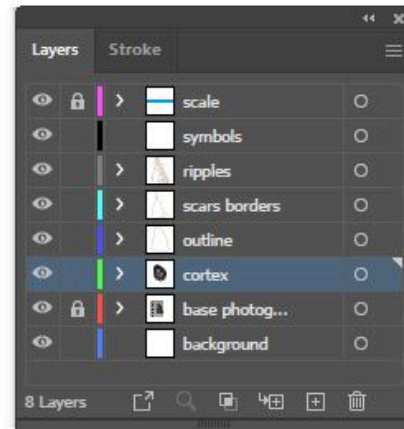 Layers Stroke
scale
symbols
ripples
scars borders
outline
cortex
base photog...
background
8 Layers